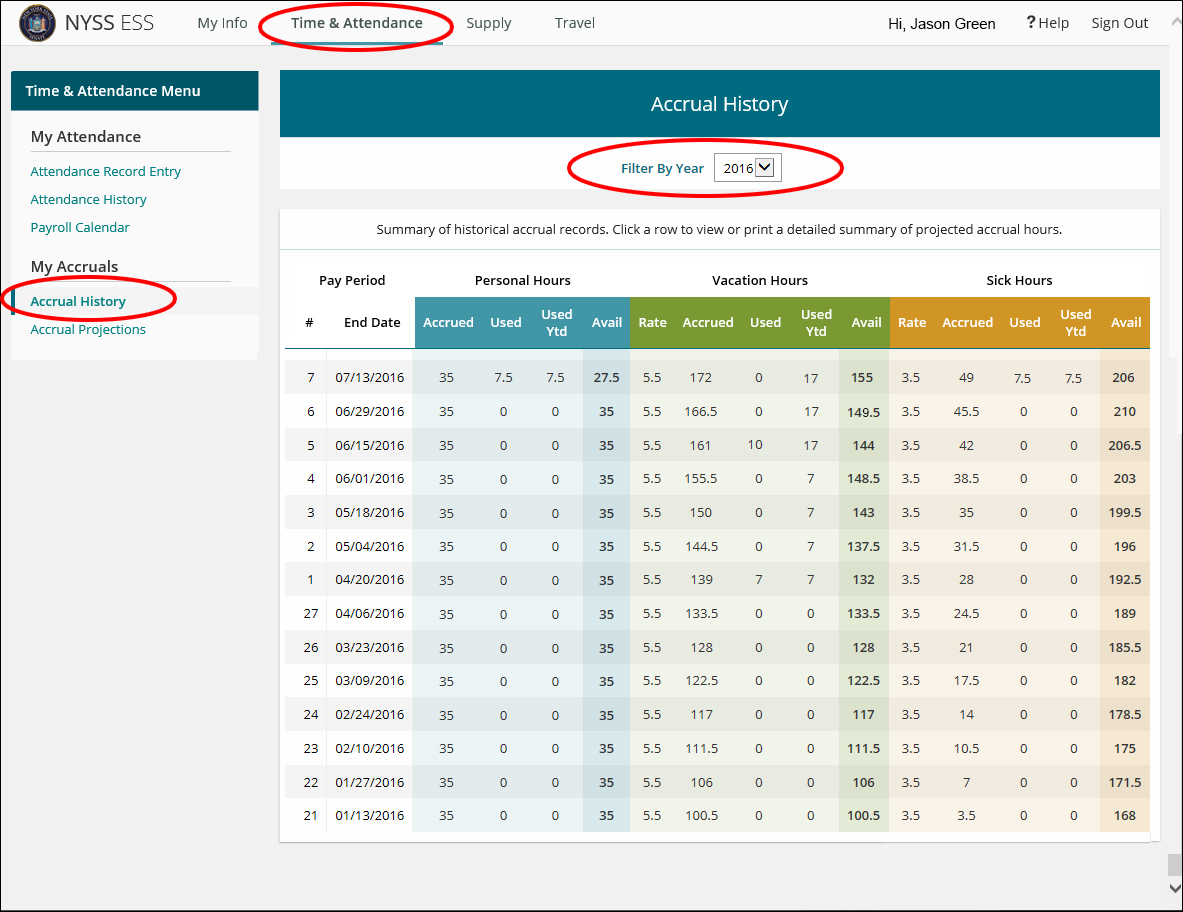 NYSS ESS My Info Time & Attendance Supply Travel Hi, Jason Green ? Help Sign Out
Time & Attendance Menu
My Attendance
Attendance Record Entry
Attendance History
Payroll Calendar
My Accruals
Accrual History
Accrual Projections
Accrual History
Filter By Year 2016
Summary of historical accrual records. Click a row to view or print a detailed summary of projected accrual hours.
Pay Period Personal Hours Vacation Hours Sick Hours
# End Date Accrued Used Used Ytd Avail Rate Accrued Used Used Ytd Avail Rate Accrued Used Used Ytd Avail
7 07/13/2016 35 7.5 7.5 27.5 5.5 172 0 17 155 3.5 49 7.5 7.5 206
6 06/29/2016 35 0 0 35 5.5 166.5 0 17 149.5 3.5 45.5 0 0 210
5 06/15/2016 35 0 0 35 5.5 161 10 17 144 3.5 42 0 0 206.5
4 06/01/2016 35 0 0 35 5.5 155.5 0 7 148.5 3.5 38.5 0 0 203
3 05/18/2016 35 0 0 35 5.5 150 0 7 143 3.5 35 0 0 199.5
2 05/04/2016 35 0 0 35 5.5 144.5 0 7 137.5 3.5 31.5 0 0 196
1 04/20/2016 35 0 0 35 5.5 139 7 7 132 3.5 28 0 0 192.5
27 04/06/2016 35 0 0 35 5.5 133.5 0 0 133.5 3.5 24.5 0 0 189
26 03/23/2016 35 0 0 35 5.5 128 0 0 128 3.5 21 0 0 185.5
25 03/09/2016 35 0 0 35 5.5 122.5 0 0 122.5 3.5 17.5 0 0 182
24 02/24/2016 35 0 0 35 5.5 117 0 0 117 3.5 14 0 0 178.5
23 02/10/2016 35 0 0 35 5.5 111.5 0 0 111.5 3.5 10.5 0 0 175
22 01/27/2016 35 0 0 35 5.5 106 0 0 106 3.5 7 0 0 171.5
21 01/13/2016 35 0 0 35 5.5 100.5 0 0 100.5 3.5 3.5 0 0 168